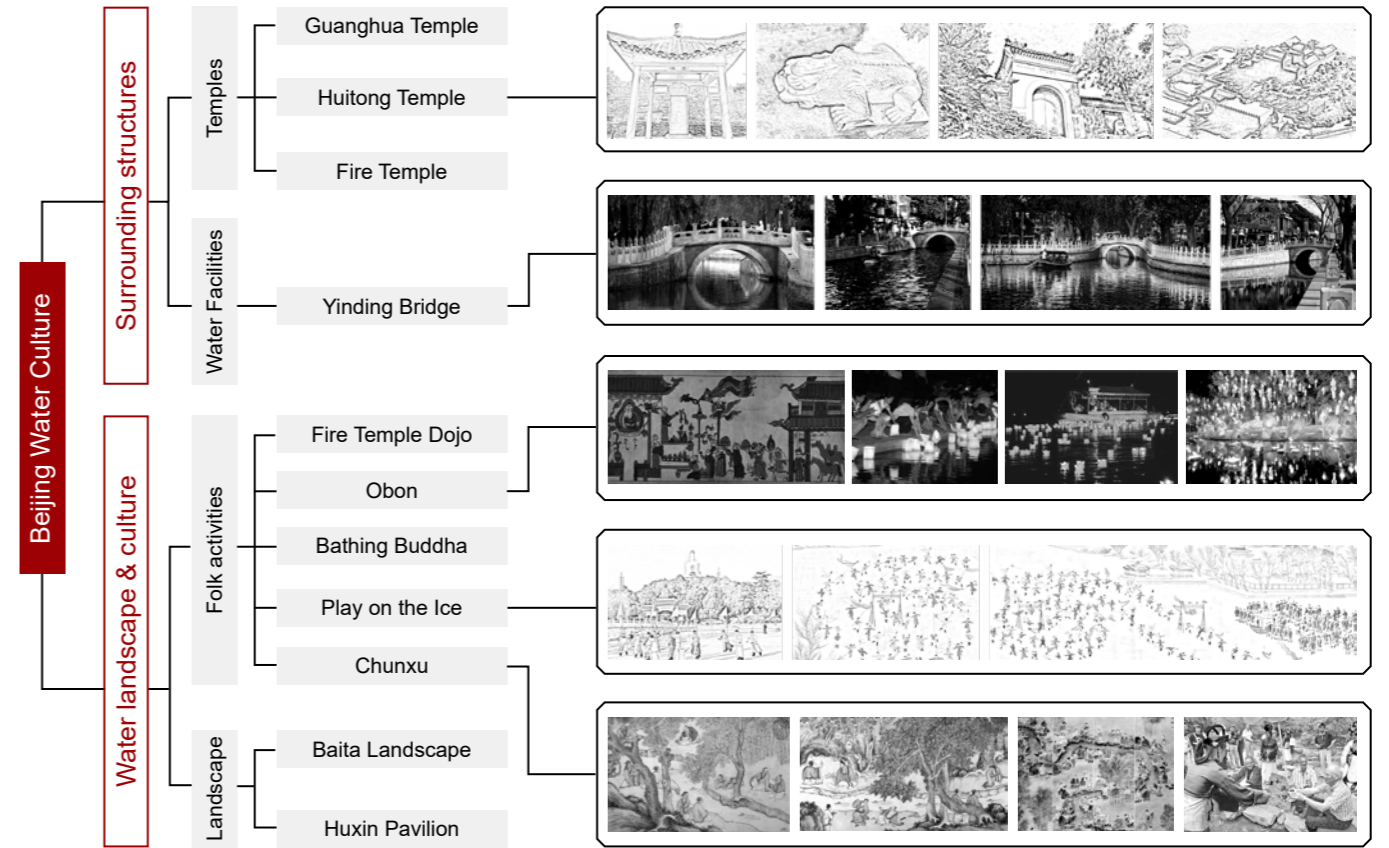 Beijing Water Culture
Surrounding structures
Temples
Guanghua Temple
Huitong Temple
Fire Temple
Water Facilities
Yinding Bridge
Water landscape & culture
Folk activities
Fire Temple Dojo
Obon
Bathing Buddha
Play on the Ice
Chunxu
Landscape
Baita Landscape
Huxin Pavilion